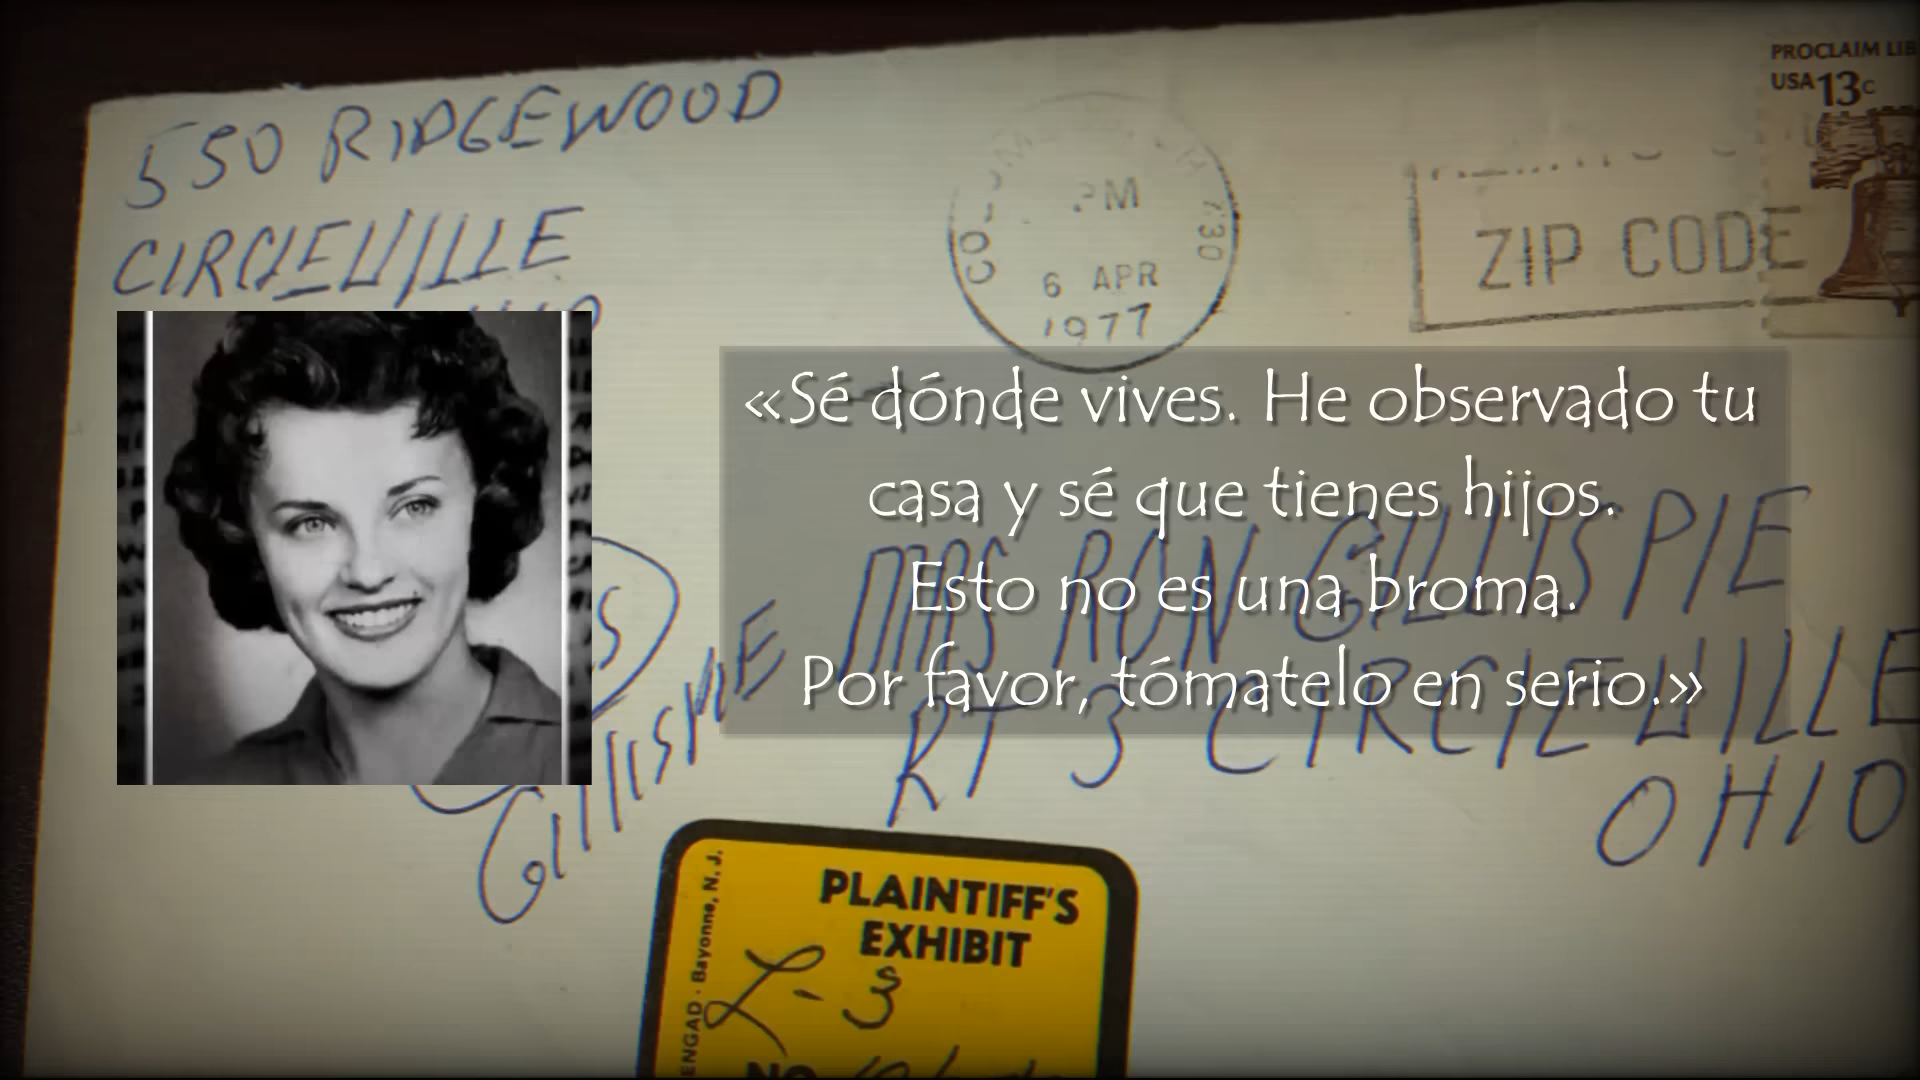 550 RIDGEWOOD
CIRCLEVILLE
PM
6 APR
1977
PROCLAIM LIB
USA 13c
ZIP CODE
«Sé dónde vives. He observado tu
casa y sé que tienes hijos.
Esto no es una broma.
Por favor, tómatelo en serio.»
MRS RON GILLISPIE
RT 3 CIRCLEVILLE
OHIO
GILLISPIE
PLAINTIFF'S
EXHIBIT
ENGAD · Bayonne, N. J.